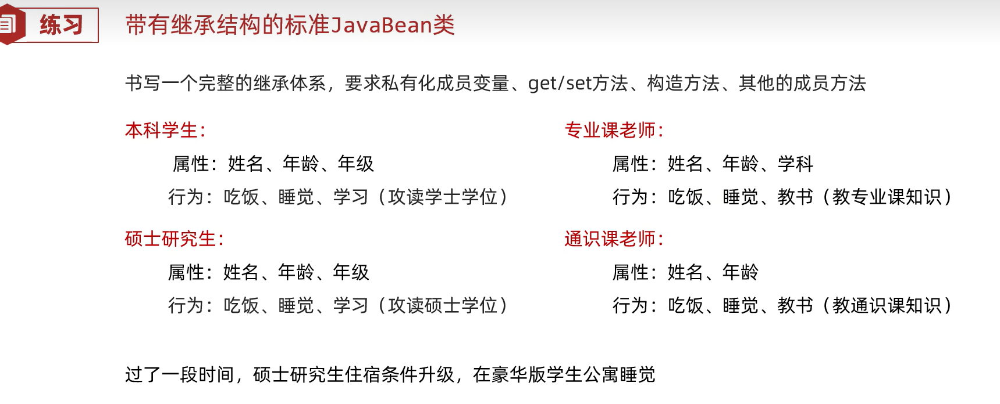 练习
带有继承结构的标准JavaBean类
书写一个完整的继承体系，要求私有化成员变量、get/set方法、构造方法、其他的成员方法
本科学生：
属性：姓名、年龄、年级
行为：吃饭、睡觉、学习（攻读学士学位）
硕士研究生：
属性：姓名、年龄、年级
行为：吃饭、睡觉、学习（攻读硕士学位）
专业课老师：
属性：姓名、年龄、学科
行为：吃饭、睡觉、教书（教专业课知识）
通识课老师：
属性：姓名、年龄
行为：吃饭、睡觉、教书（教通识课知识）
过了一段时间，硕士研究生住宿条件升级，在豪华版学生公寓睡觉